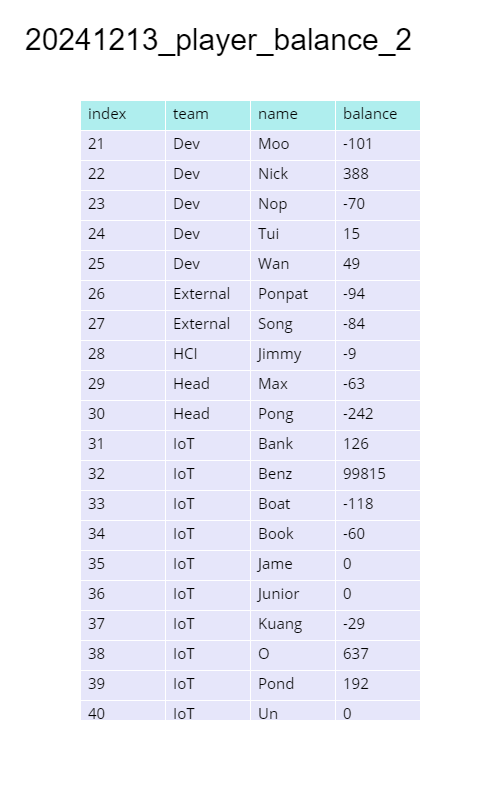 20241213_player_balance_2
index team name balance
21 Dev Moo -101
22 Dev Nick 388
23 Dev Nop -70
24 Dev Tui 15
25 Dev Wan 49
26 External Ponpat -94
27 External Song -84
28 HCI Jimmy -9
29 Head Max -63
30 Head Pong -242
31 IoT Bank 126
32 IoT Benz 99815
33 IoT Boat -118
34 IoT Book -60
35 IoT Jame 0
36 IoT Junior 0
37 IoT Kuang -29
38 IoT O 637
39 IoT Pond 192
40 IoT Un 0